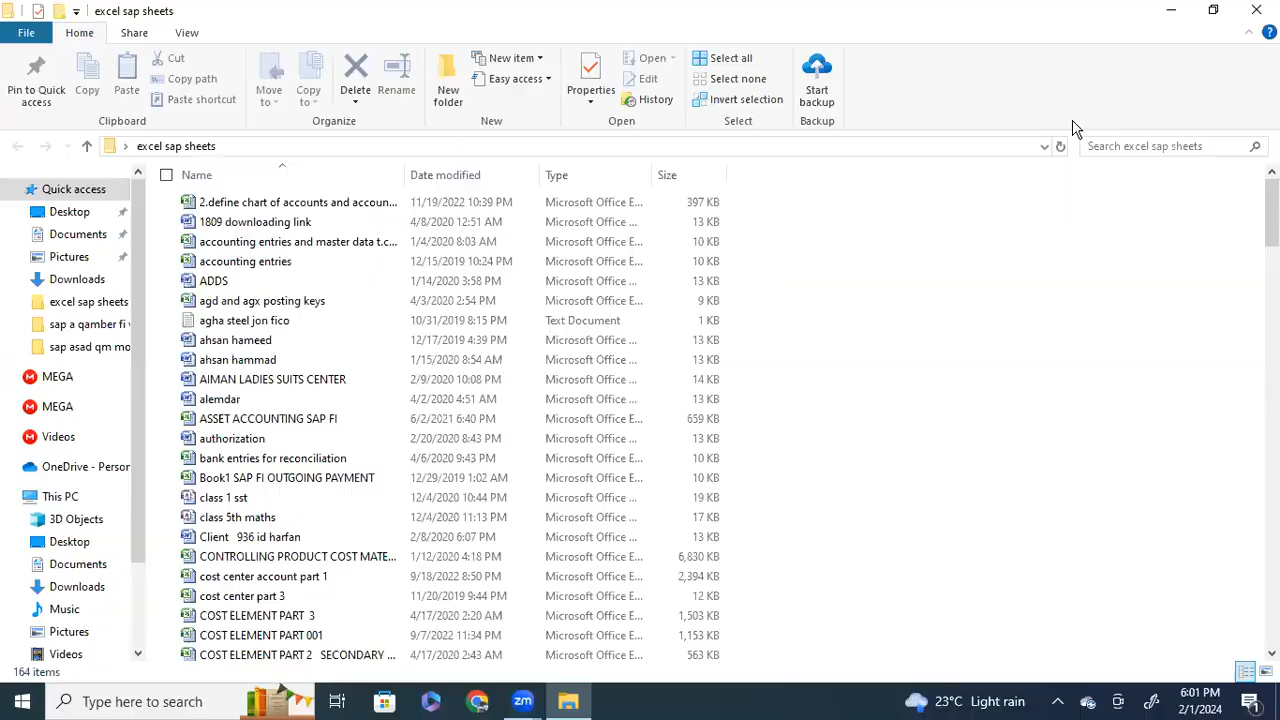 excel sap sheets
File Home Share View
Pin to Quick access
Copy
Paste
Cut
Copy path
Paste shortcut
Clipboard
Move to
Copy to
Delete
Rename
Organize
New folder
New item
Easy access
New
Properties
Open
Edit
History
Open
Select all
Select none
Invert selection
Select
Start backup
Backup
excel sap sheets
Search excel sap sheets
Quick access
Desktop
Documents
Pictures
Downloads
excel sap sheets
sap a qamber fi
sap asad qm mo
MEGA
MEGA
Videos
OneDrive - Person
This PC
3D Objects
Desktop
Documents
Downloads
Music
Pictures
Videos
Name Date modified Type Size
2.define chart of accounts and accoun... 11/19/2022 10:39 PM Microsoft Office E... 397 KB
1809 downloading link 4/8/2020 12:51 AM Microsoft Office ... 13 KB
accounting entries and master data t.c... 1/4/2020 8:03 AM Microsoft Office E... 10 KB
accounting entries 12/15/2019 10:24 PM Microsoft Office E... 10 KB
ADDS 1/14/2020 3:58 PM Microsoft Office ... 13 KB
agd and agx posting keys 4/3/2020 2:54 PM Microsoft Office E... 9 KB
agha steel jon fico 10/31/2019 8:15 PM Text Document 1 KB
ahsan hameed 12/17/2019 4:39 PM Microsoft Office ... 13 KB
ahsan hammad 1/15/2020 8:54 AM Microsoft Office ... 13 KB
AIMAN LADIES SUITS CENTER 2/9/2020 10:08 PM Microsoft Office ... 14 KB
alemdar 4/2/2020 4:51 AM Microsoft Office ... 13 KB
ASSET ACCOUNTING SAP FI 6/2/2021 6:40 PM Microsoft Office E... 659 KB
authorization 2/20/2020 8:43 PM Microsoft Office ... 13 KB
bank entries for reconciliation 4/6/2020 9:43 PM Microsoft Office E... 10 KB
Book1 SAP FI OUTGOING PAYMENT 12/29/2019 1:02 AM Microsoft Office E... 10 KB
class 1 sst 12/4/2020 10:44 PM Microsoft Office ... 19 KB
class 5th maths 12/4/2020 11:13 PM Microsoft Office ... 17 KB
Client 936 id harfan 2/8/2020 6:07 PM Microsoft Office ... 13 KB
CONTROLLING PRODUCT COST MATE... 1/12/2020 4:18 PM Microsoft Office E... 6,830 KB
cost center account part 1 9/18/2022 8:50 PM Microsoft Office E... 2,394 KB
cost center part 3 11/20/2019 9:44 PM Microsoft Office E... 12 KB
COST ELEMENT PART 3 4/17/2020 2:20 AM Microsoft Office E... 1,503 KB
COST ELEMENT PART 001 9/7/2022 11:34 PM Microsoft Office E... 1,153 KB
COST ELEMENT PART 2 SECONDARY ... 4/17/2020 2:43 AM Microsoft Office E... 563 KB
164 items
Type here to search
zm
23°C Light rain
6:01 PM
2/1/2024
1